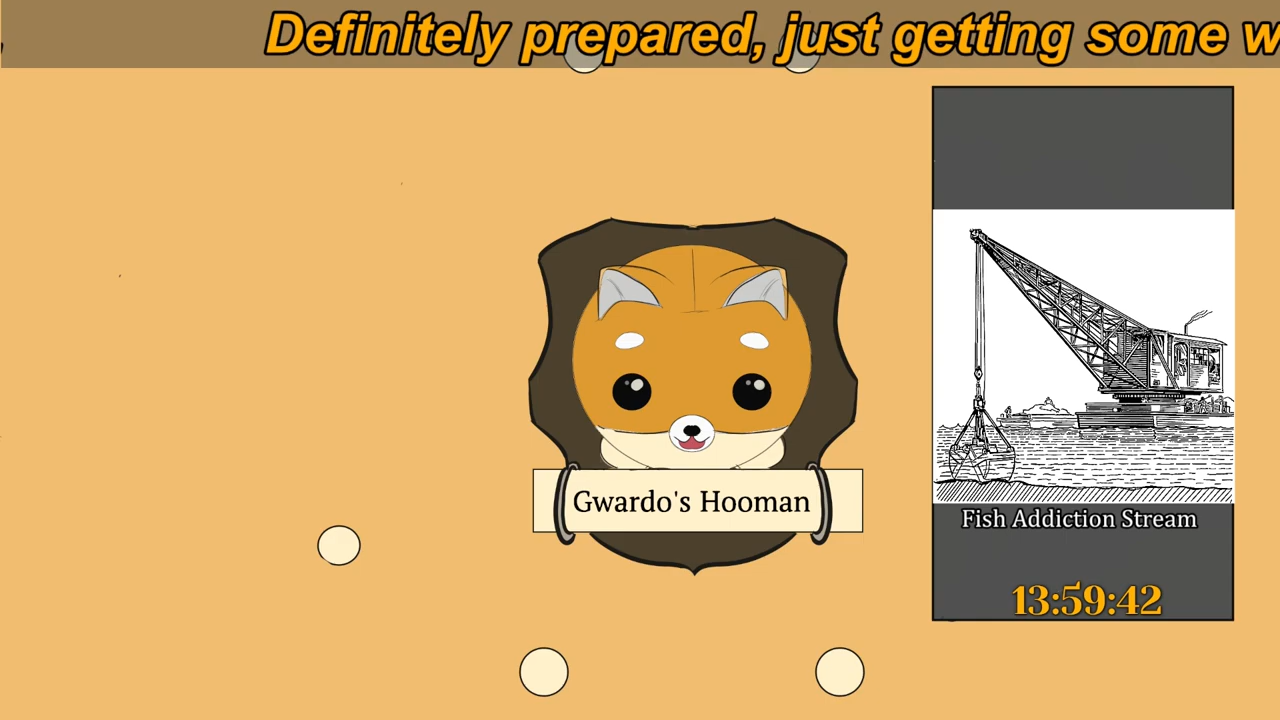 Definitely prepared, just getting some
Gwardo's Hooman
Fish Addiction Stream
13:59:42